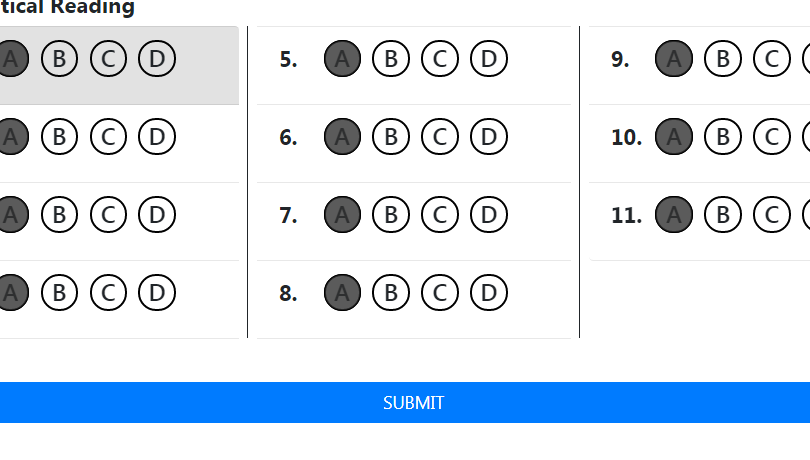 tical Reading
A B C D
A B C D
A B C D
A B C D
5. A B C D
6. A B C D
7. A B C D
8. A B C D
9. A B C
10. A B C
11. A B C
SUBMIT